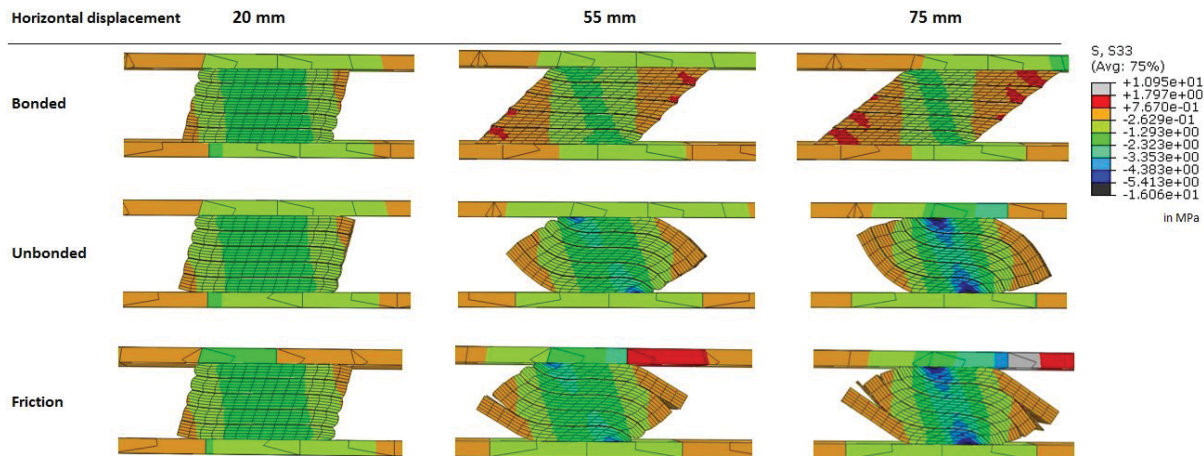 Horizontal displacement 20 mm 55 mm 75 mm
Bonded
Unbonded
Friction
S, S33
(Avg: 75%)
+1.095e+01
+1.797e+00
+7.670e-01
-2.629e-01
-1.293e+00
-2.323e+00
-3.353e+00
-4.383e+00
-5.413e+00
-1.606e+01
in MPa